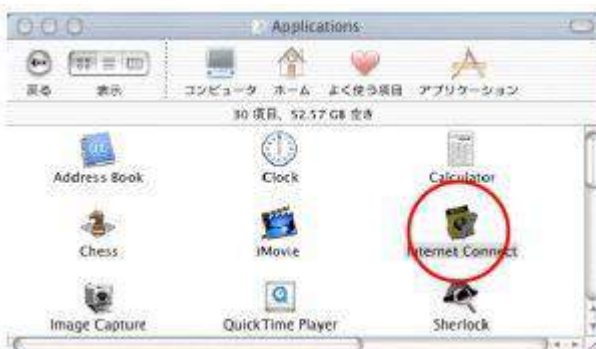 Applications
戻る 表示 コンピュータ ホーム よく使う項目 アプリケーション
30 項目、52.57 GB 空き
Address Book Clock Calculator
Chess iMovie Internet Connect
Image Capture QuickTime Player Sherlock